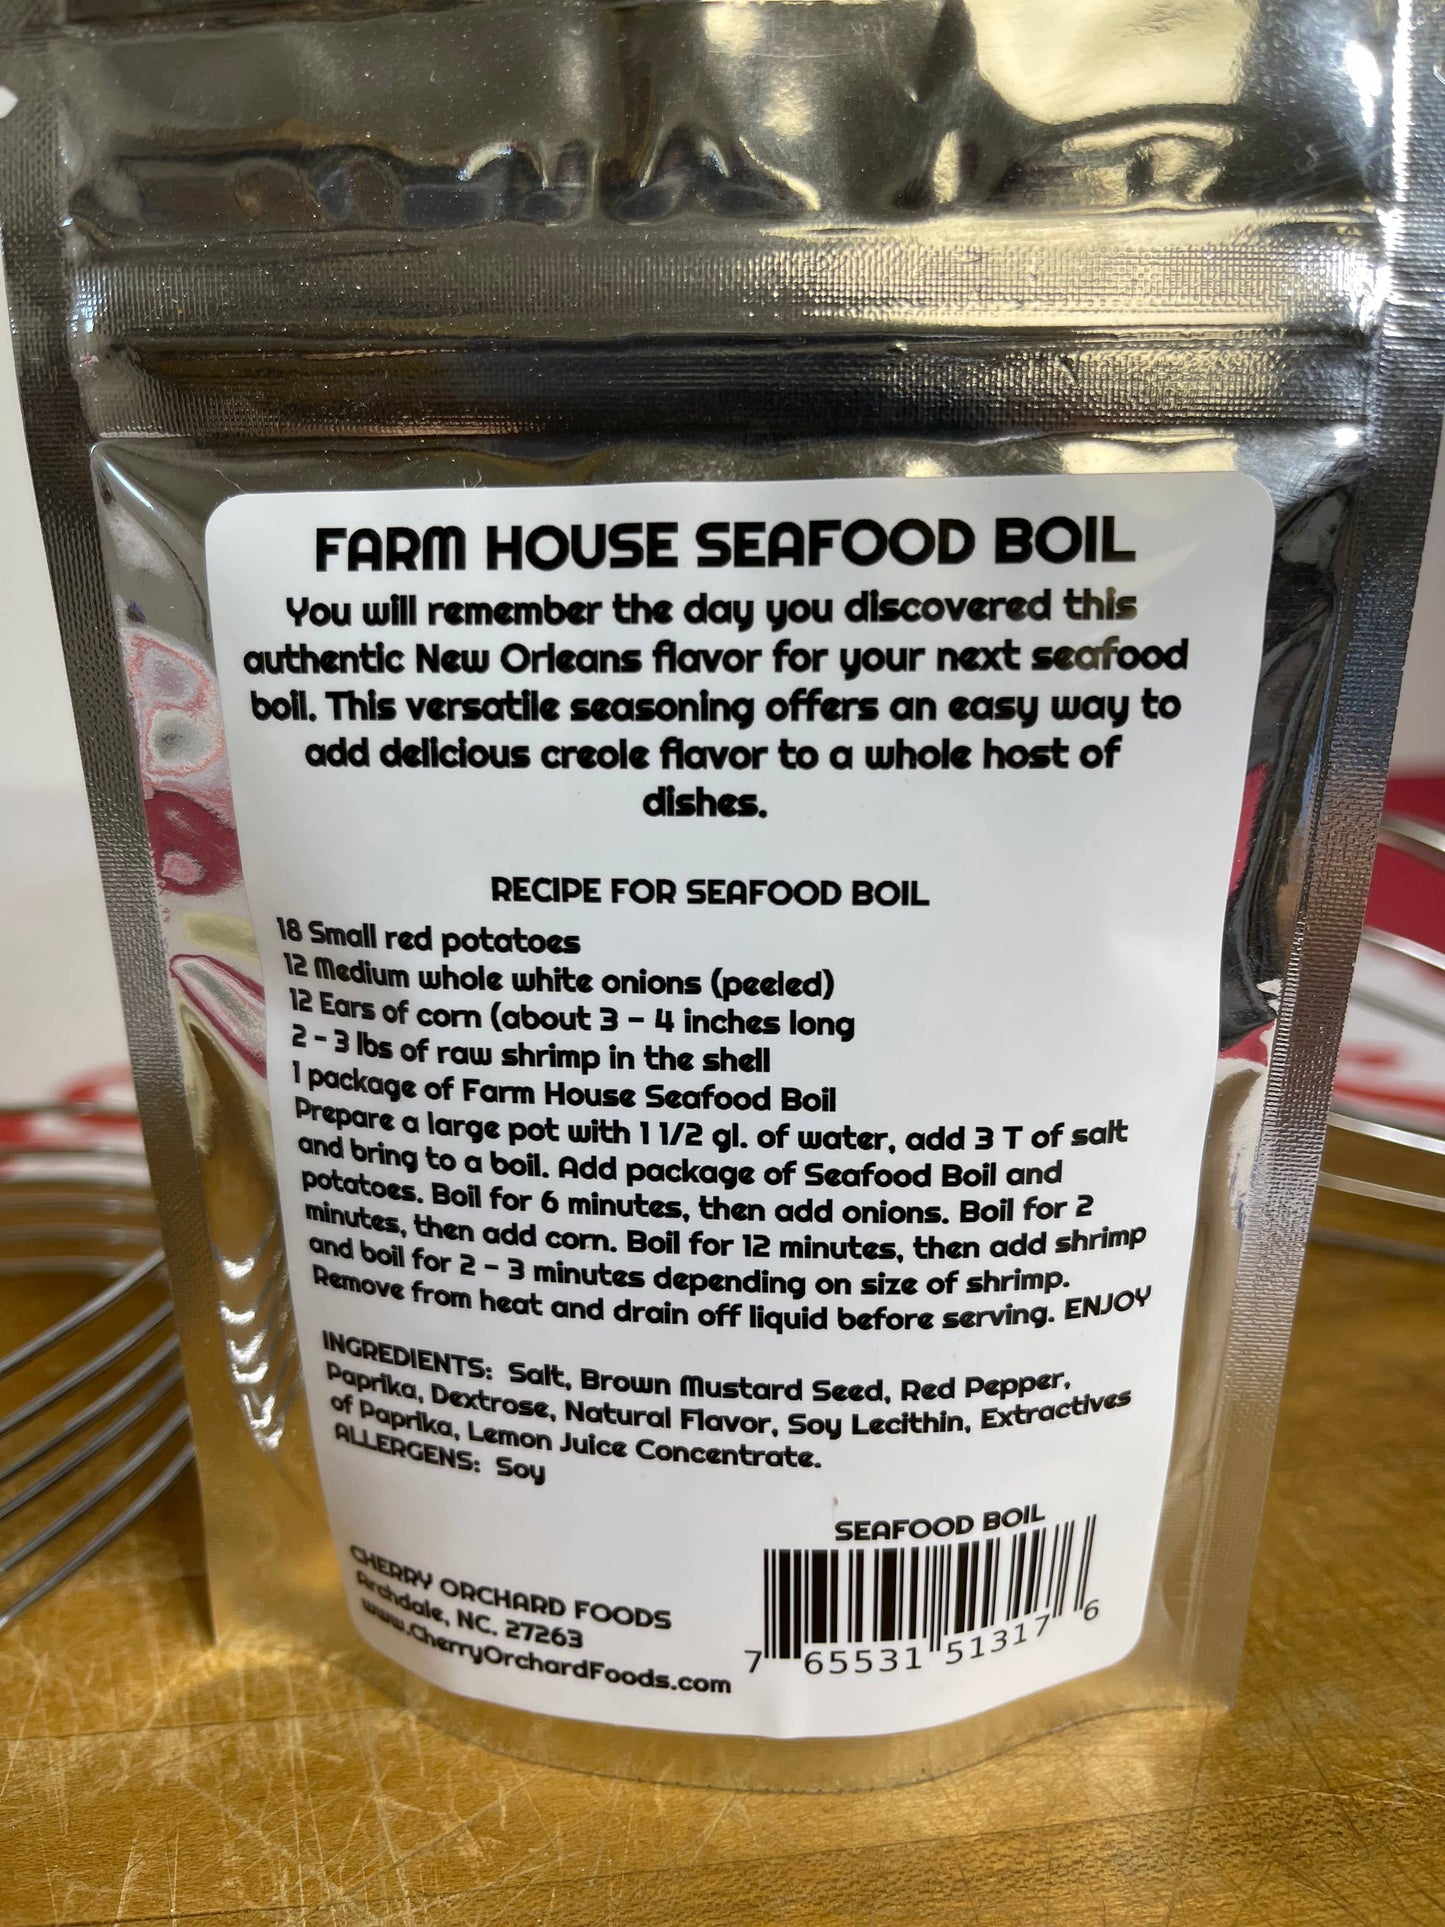 FARM HOUSE SEAFOOD BOIL
You will remember the day you discovered this
authentic New Orleans flavor for your next seafood
boil. This versatile seasoning offers an easy way to
add delicious creole flavor to a whole host of
dishes.
RECIPE FOR SEAFOOD BOIL
18 Small red potatoes
12 Medium whole white onions (peeled)
12 Ears of corn (about 3 - 4 inches long
2 - 3 lbs of raw shrimp in the shell
1 package of Farm House Seafood Boil
Prepare a large pot with 1 1/2 gl. of water, add 3 T of salt
and bring to a boil. Add package of Seafood Boil and
potatoes. Boil for 6 minutes, then add onions. Boil for 2
minutes, then add corn. Boil for 12 minutes, then add shrimp
and boil for 2 - 3 minutes depending on size of shrimp.
Remove from heat and drain off liquid before serving. ENJOY
INGREDIENTS: Salt, Brown Mustard Seed, Red Pepper,
Paprika, Dextrose, Natural Flavor, Soy Lecithin, Extractives
of Paprika, Lemon Juice Concentrate.
ALLERGENS: Soy
CHERRY ORCHARD FOODS
Archdale, NC. 27263
www.CherryOrchardFoods.com
SEAFOOD BOIL
7 65531 51317 6